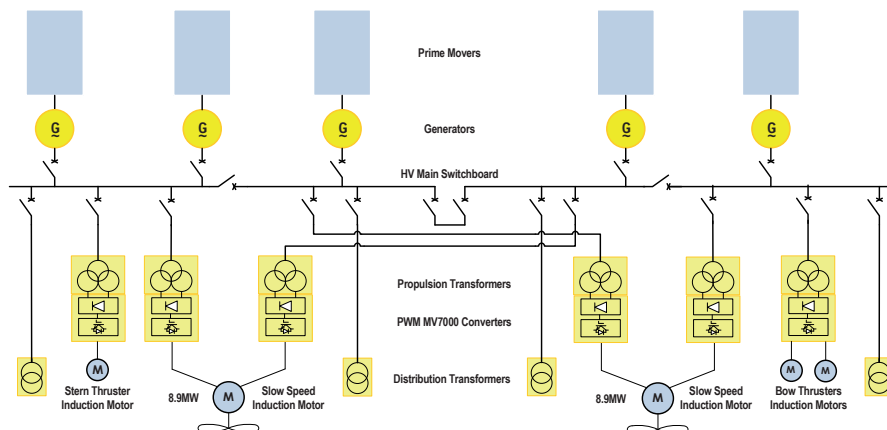 Prime Movers
G
~
G
~
G
~
G
~
G
~
Generators
HV Main Switchboard
Propulsion Transformers
PWM MV7000 Converters
M
M
M
Stern Thruster
Induction Motor
8.9MW
M
Slow Speed
Induction Motor
Distribution Transformers
8.9MW
M
Slow Speed
Induction Motor
Bow Thrusters
Induction Motors